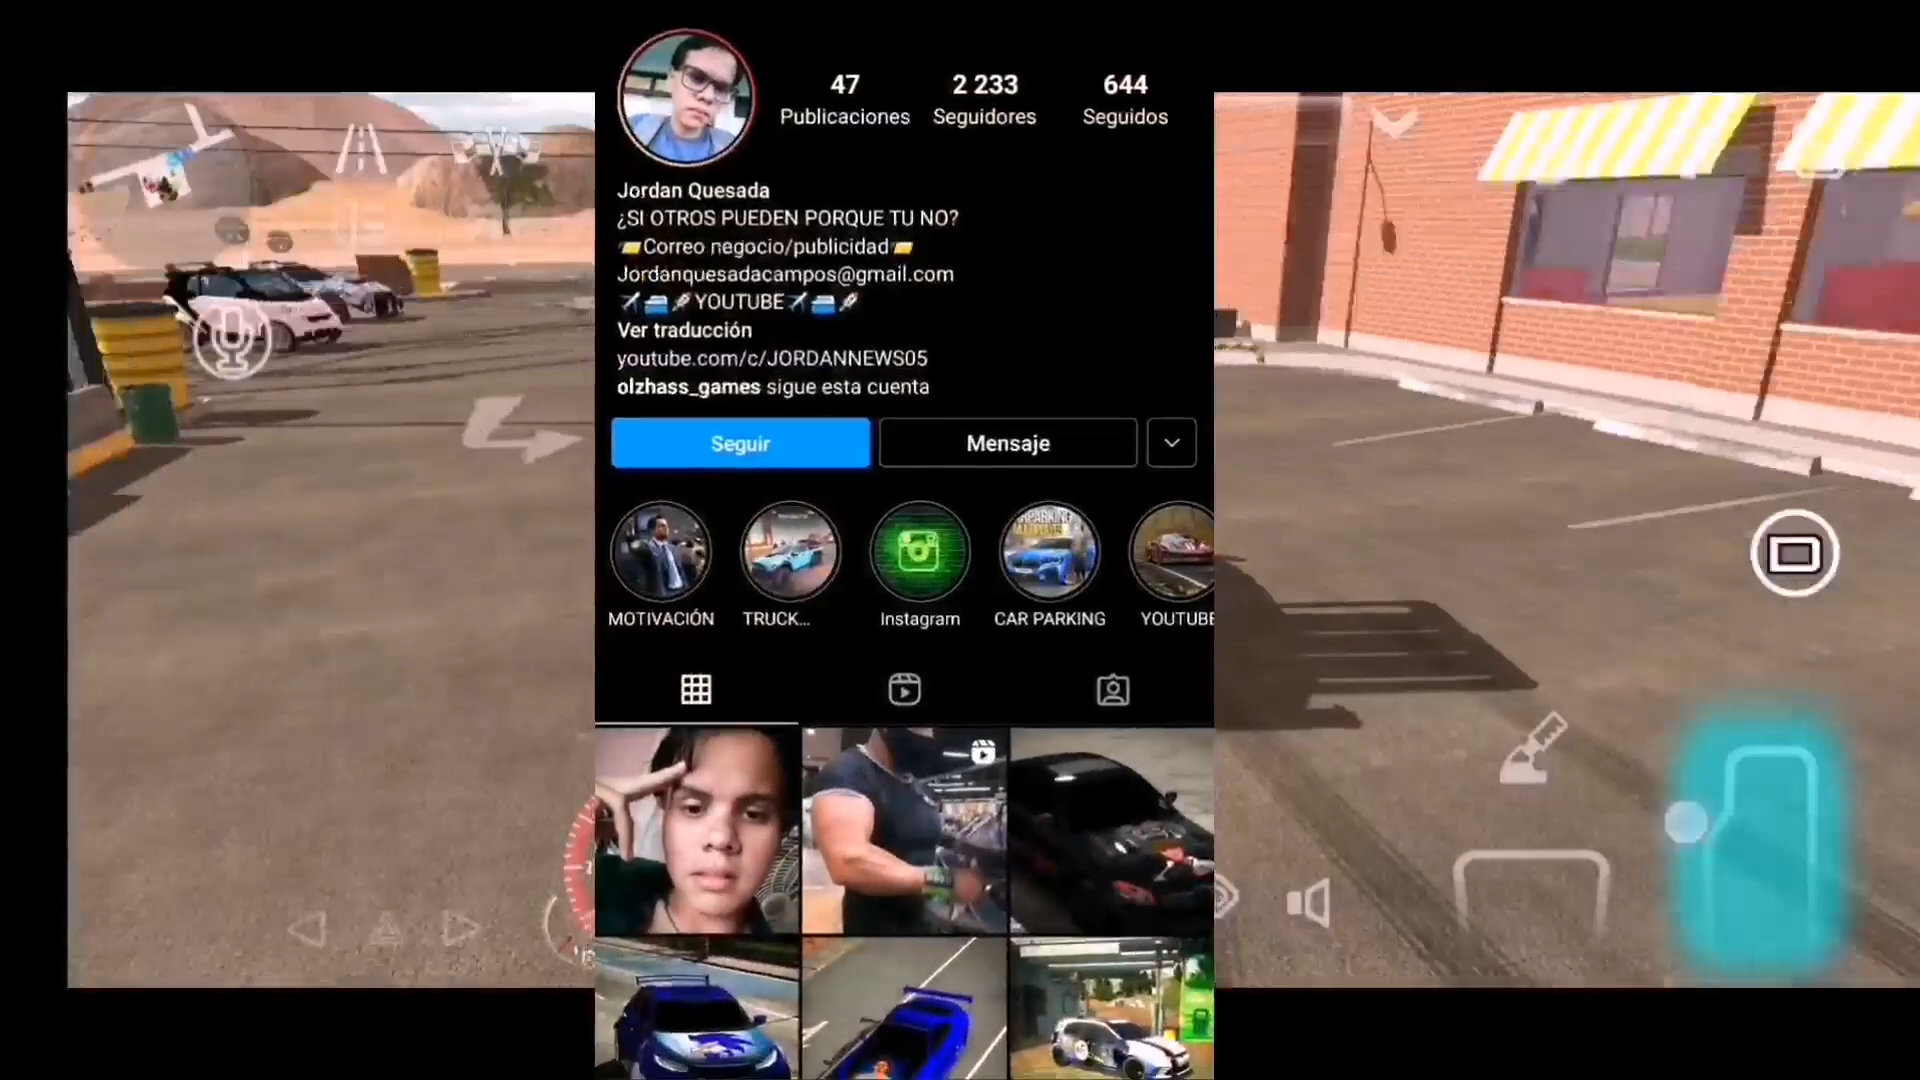 47
Publicaciones
2 233
Seguidores
644
Seguidos
Jordan Quesada
¿SI OTROS PUEDEN PORQUE TU NO?
Correo negocio/publicidad
Jordanquesadacampos@gmail.com
YOUTUBE
Ver traducción
youtube.com/c/JORDANNEWS05
olzhass_games sigue esta cuenta
Seguir
Mensaje
MOTIVACIÓN
TRUCK...
Instagram
CAR PARKING
YOUTUBE